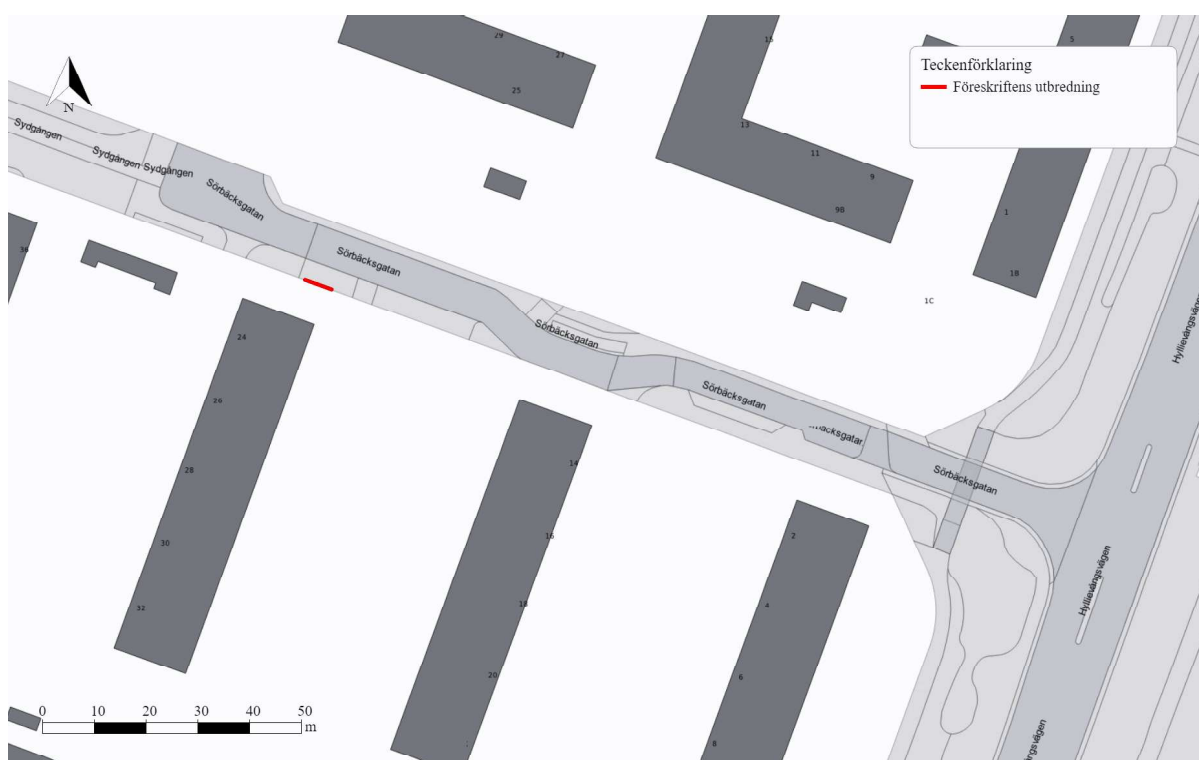 29
27
25
15
5
Teckenförklaring
Föreskriftens utbredning
N
Sydgången
Sydgången Sydgången
Sörbäcksgatan
13
11
9
9B
1
1B
1C
36
Sörbäcksgatan
Sörbäcksgatan
Sörbäcksgatan
Sörbäcksgatan
Hyllievångsvägen
Hyllievångsvägen
24
26
28
30
32
14
16
18
20
2
4
6
8
0 10 20 30 40 50
m